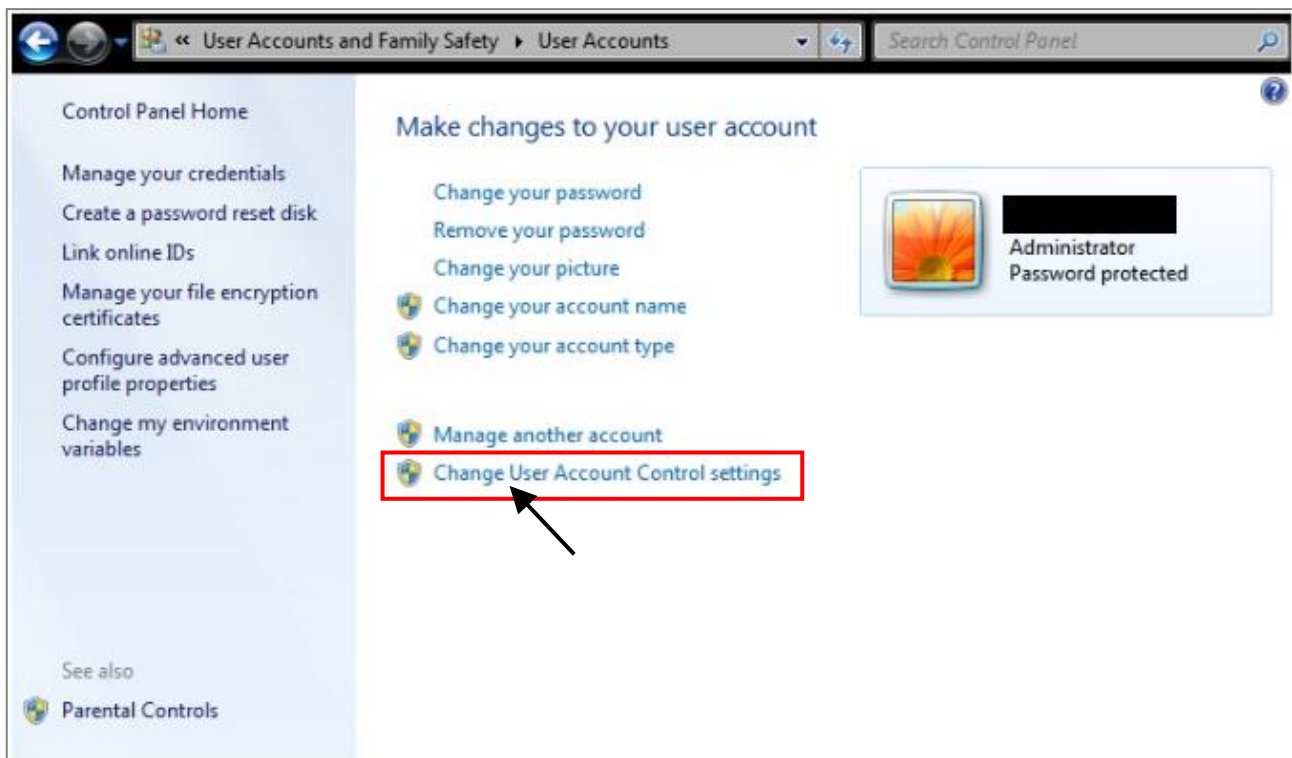 « User Accounts and Family Safety ▸ User Accounts
Search Control Panel
Control Panel Home
Manage your credentials
Create a password reset disk
Link online IDs
Manage your file encryption
certificates
Configure advanced user
profile properties
Change my environment
variables
See also
Parental Controls
Make changes to your user account
Change your password
Remove your password
Change your picture
Change your account name
Change your account type
Manage another account
Change User Account Control settings
Administrator
Password protected